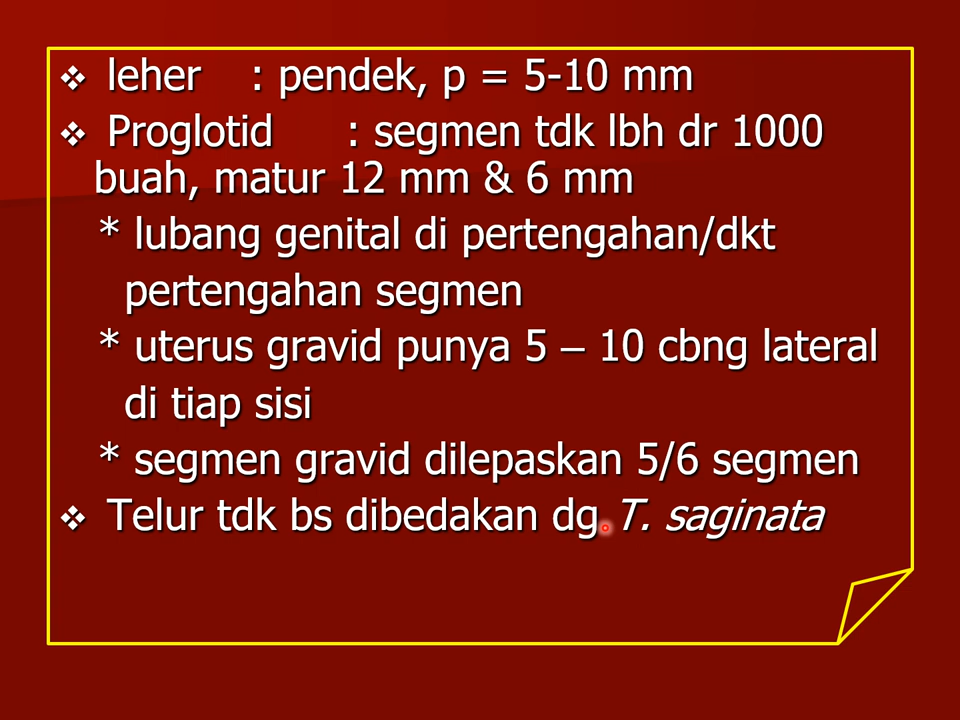 ❖ leher : pendek, p = 5-10 mm
❖ Proglotid : segmen tdk lbh dr 1000
buah, matur 12 mm & 6 mm
* lubang genital di pertengahan/dkt
pertengahan segmen
* uterus gravid punya 5 – 10 cbng lateral
di tiap sisi
* segmen gravid dilepaskan 5/6 segmen
❖ Telur tdk bs dibedakan dg T. saginata